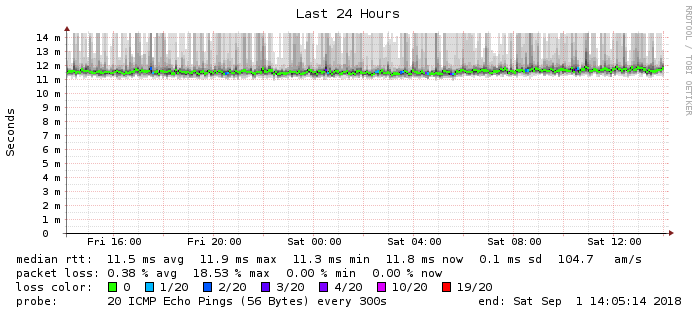 Last 24 Hours
RRDTOOL / TOBI OETIKER
Seconds
14 m
13 m
12 m
11 m
10 m
9 m
8 m
7 m
6 m
5 m
4 m
3 m
2 m
1 m
0
Fri 16:00 Fri 20:00 Sat 00:00 Sat 04:00 Sat 08:00 Sat 12:00
median rtt: 11.5 ms avg 11.9 ms max 11.3 ms min 11.8 ms now 0.1 ms sd 104.7 am/s
packet loss: 0.38 % avg 18.53 % max 0.00 % min 0.00 % now
loss color: 0 1/20 2/20 3/20 4/20 10/20 19/20
probe: 20 ICMP Echo Pings (56 Bytes) every 300s end: Sat Sep 1 14:05:14 2018